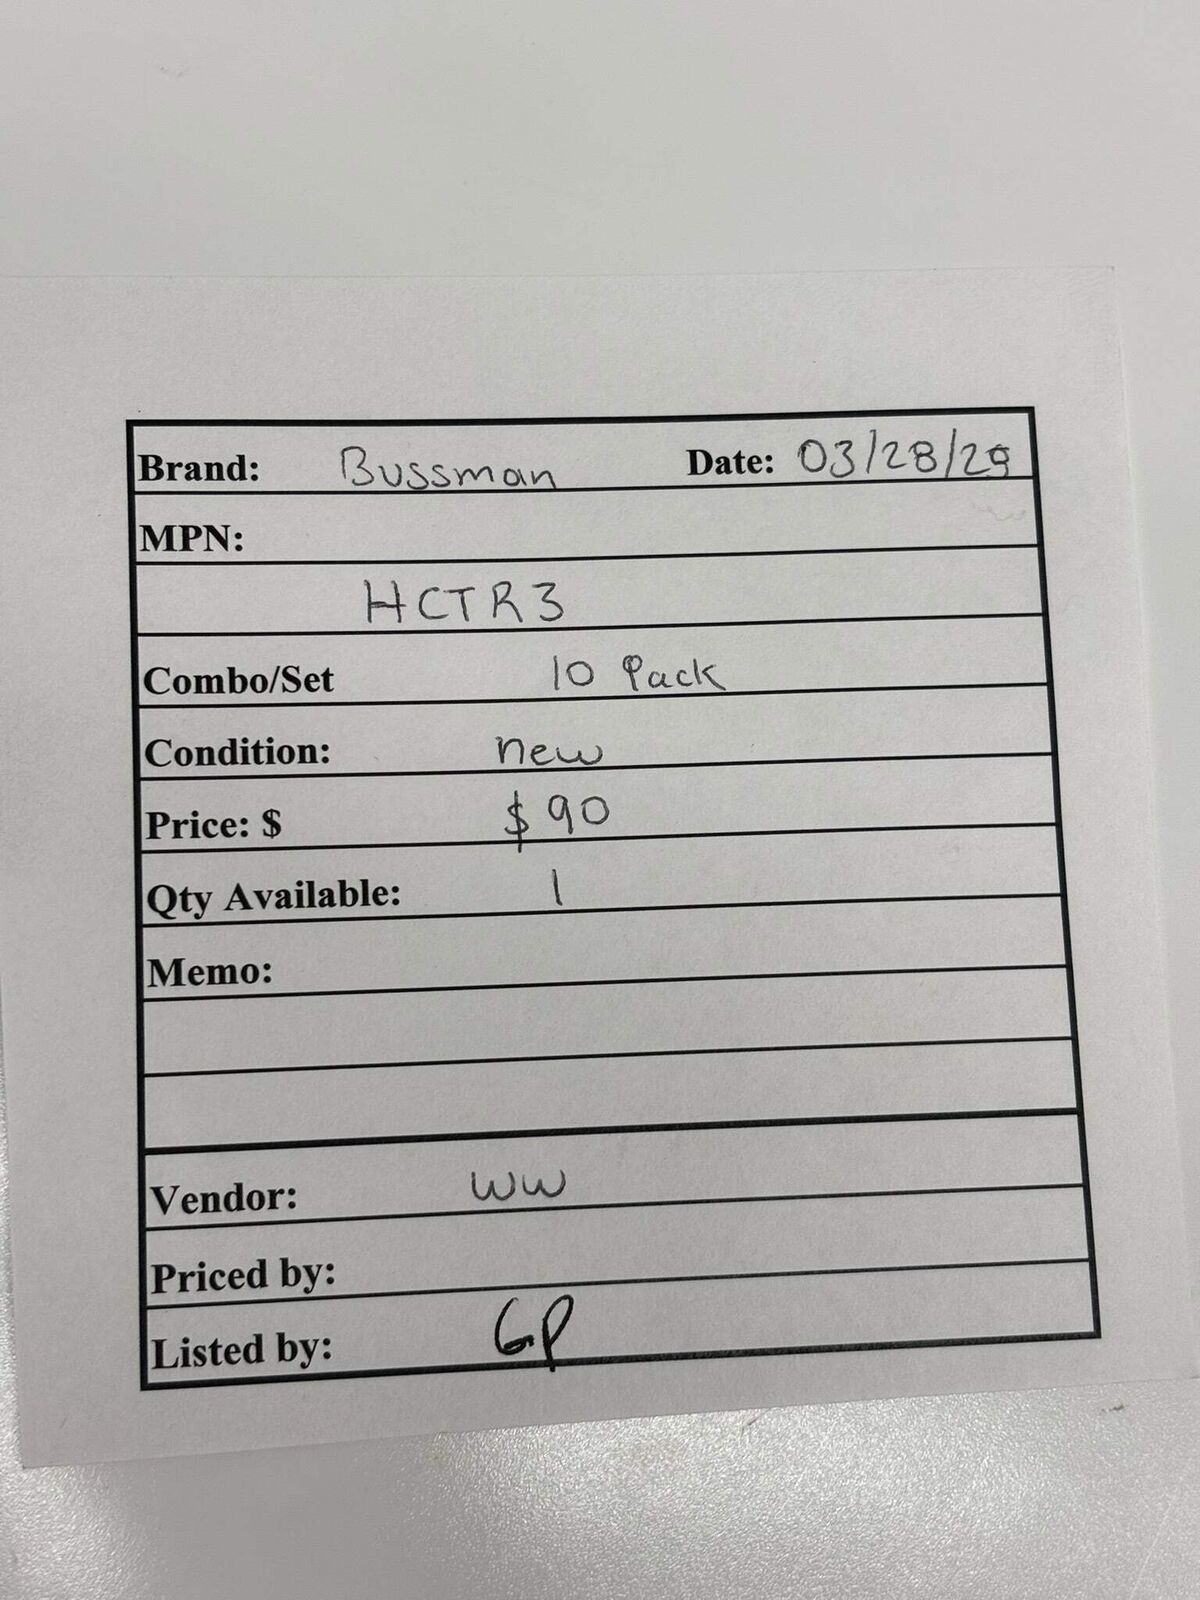 Brand: Bussman Date: 03/28/29
MPN:
HCTR3
Combo/Set 10 Pack
Condition: new
Price: $ $90
Qty Available: 1
Memo:
Vendor: WW
Priced by:
Listed by: GP